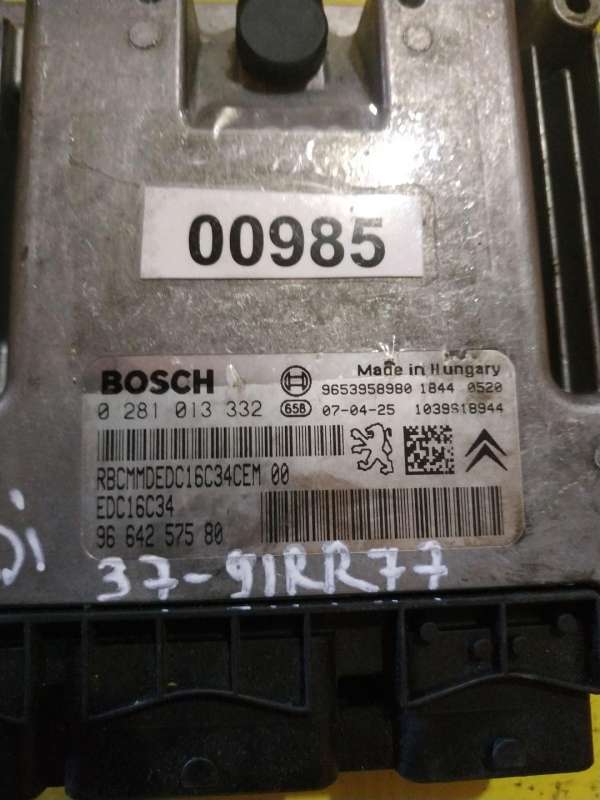 00985
BOSCH
Made in Hungary
9653958980 1844 0520
0 281 013 332 658 07-04-25 1039S18944
RBCMMDEDC16C34CEM 00
EDC16C34
96 642 575 80
Di
37-91RR77